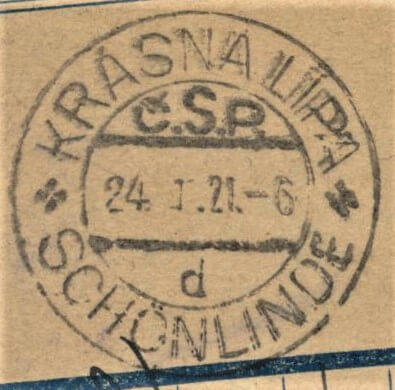 KRÁSNÁ LÍPA
Č.S.P.
24. I. 21.-6
d
SCHÖNLINDE